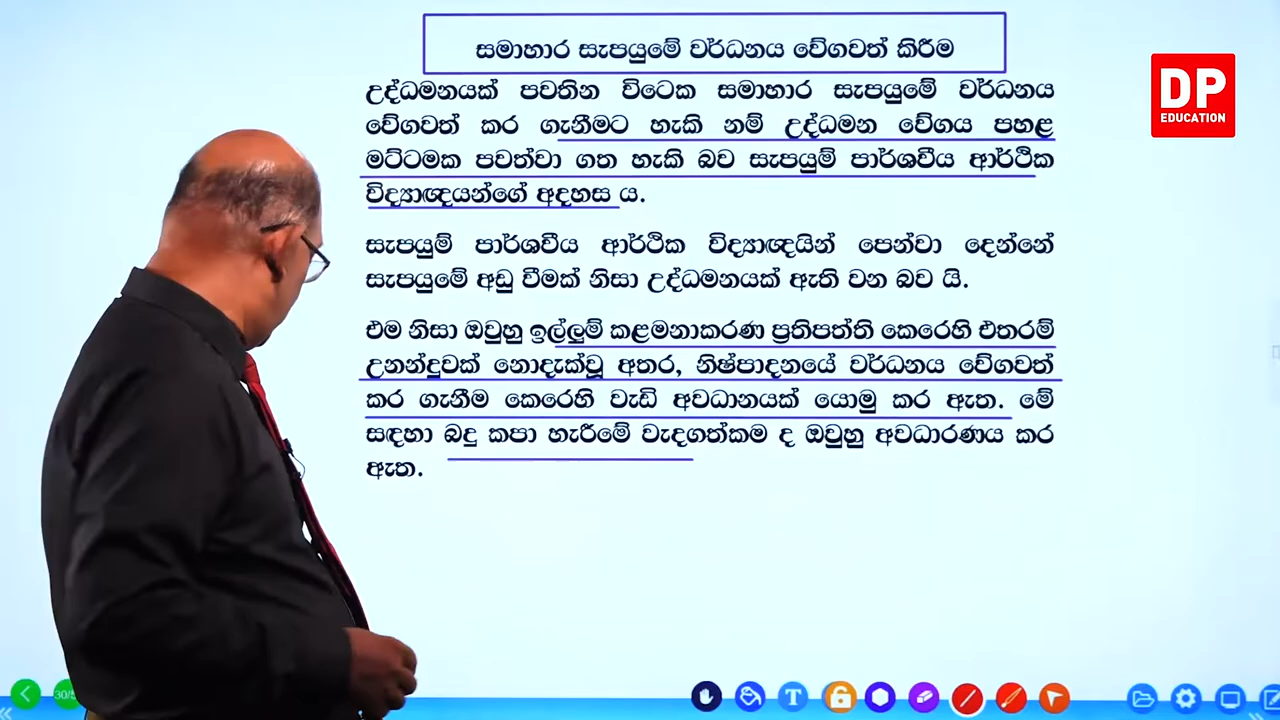 සමාහාර සැපයුමේ වර්ධනය වේගවත් කිරීම
DP
EDUCATION
උද්ධමනයක් පවතින විටෙක සමාහාර සැපයුමේ වර්ධනය
වේගවත් කර ගැනීමට හැකි නම් උද්ධමන වේගය පහළ
මට්ටමක පවත්වා ගත හැකි බව සැපයුම් පාර්ශවීය ආර්ථික
විද්‍යාඥයන්ගේ අදහස ය.
සැපයුම් පාර්ශවීය ආර්ථික විද්‍යාඥයින් පෙන්වා දෙන්නේ
සැපයුමේ අඩු වීමක් නිසා උද්ධමනයක් ඇති වන බව යි.
එම නිසා ඔවුහු ඉල්ලුම් කළමනාකරණ ප්‍රතිපත්ති කෙරෙහි එතරම්
උනන්දුවක් නොදැක්වූ අතර, නිෂ්පාදනයේ වර්ධනය වේගවත්
කර ගැනීම කෙරෙහි වැඩි අවධානයක් යොමු කර ඇත. මේ
සඳහා බදු කපා හැරීමේ වැදගත්කම ද ඔවුහු අවධාරණය කර
ඇත.
T